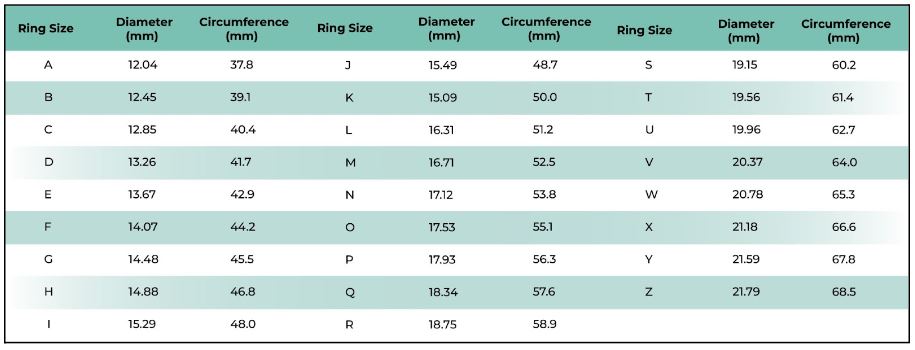 Ring Size Diameter (mm) Circumference (mm) Ring Size Diameter (mm) Circumference (mm) Ring Size Diameter (mm) Circumference (mm)
A 12.04 37.8 J 15.49 48.7 S 19.15 60.2
B 12.45 39.1 K 15.09 50.0 T 19.56 61.4
C 12.85 40.4 L 16.31 51.2 U 19.96 62.7
D 13.26 41.7 M 16.71 52.5 V 20.37 64.0
E 13.67 42.9 N 17.12 53.8 W 20.78 65.3
F 14.07 44.2 O 17.53 55.1 X 21.18 66.6
G 14.48 45.5 P 17.93 56.3 Y 21.59 67.8
H 14.88 46.8 Q 18.34 57.6 Z 21.79 68.5
I 15.29 48.0 R 18.75 58.9